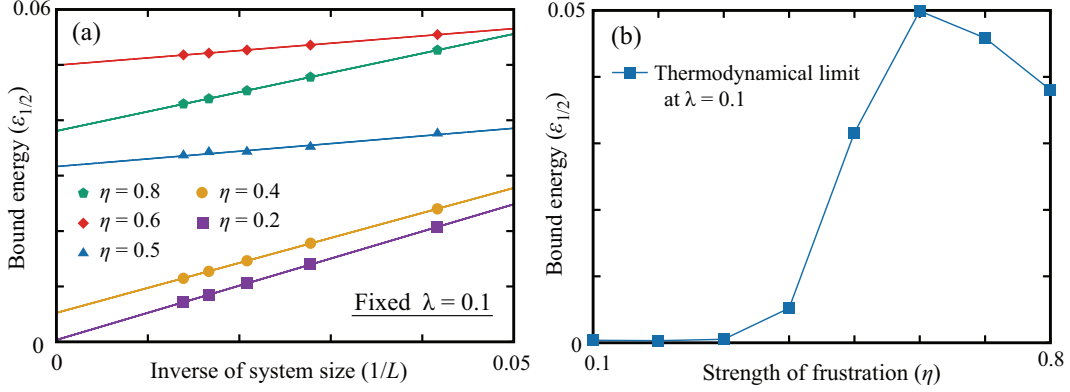 0.06
(a)
Bound energy (ε1/2)
η = 0.8
η = 0.4
η = 0.6
η = 0.2
η = 0.5
Fixed λ = 0.1
0
0
0.05
Inverse of system size (1/L)
0.05
(b)
Thermodynamical limit
at λ = 0.1
Bound energy (ε1/2)
0
0.1
0.8
Strength of frustration (η)